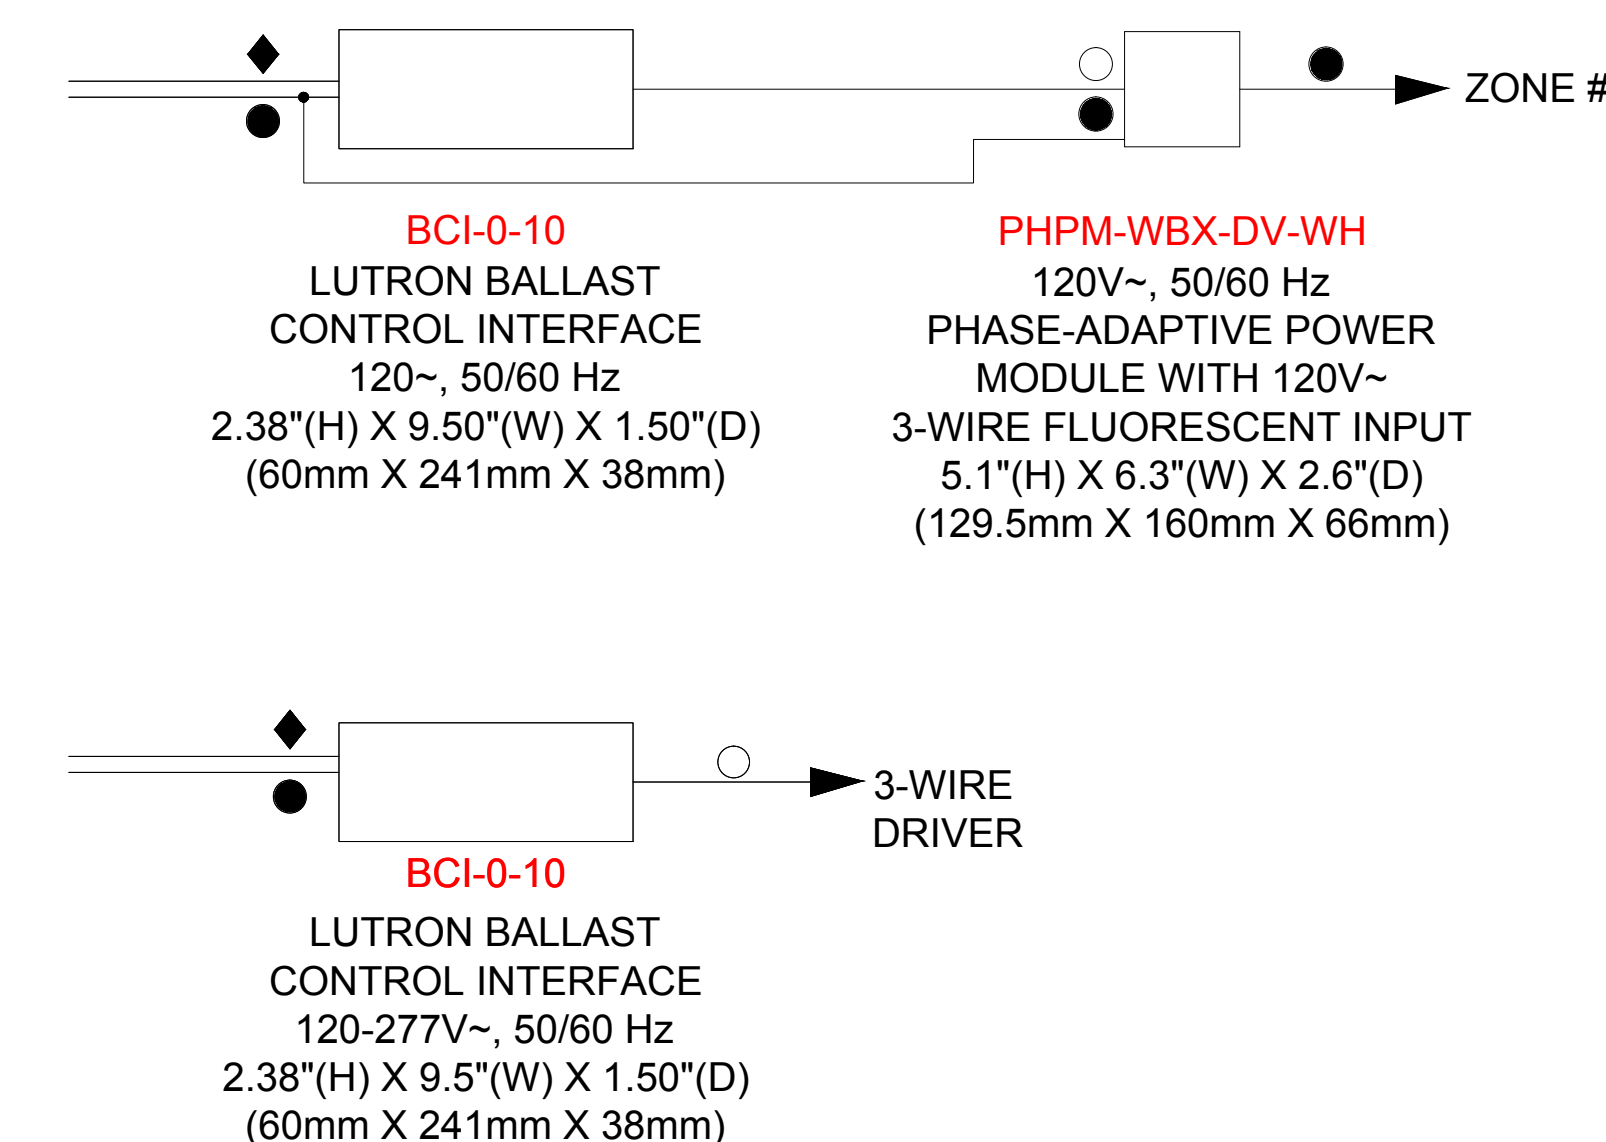 ZONE #
BCI-0-10
LUTRON BALLAST
CONTROL INTERFACE
120~, 50/60 Hz
2.38"(H) X 9.50"(W) X 1.50"(D)
(60mm X 241mm X 38mm)
PHPM-WBX-DV-WH
120V~, 50/60 Hz
PHASE-ADAPTIVE POWER
MODULE WITH 120V~
3-WIRE FLUORESCENT INPUT
5.1"(H) X 6.3"(W) X 2.6"(D)
(129.5mm X 160mm X 66mm)
3-WIRE
DRIVER
BCI-0-10
LUTRON BALLAST
CONTROL INTERFACE
120-277V~, 50/60 Hz
2.38"(H) X 9.5"(W) X 1.50"(D)
(60mm X 241mm X 38mm)